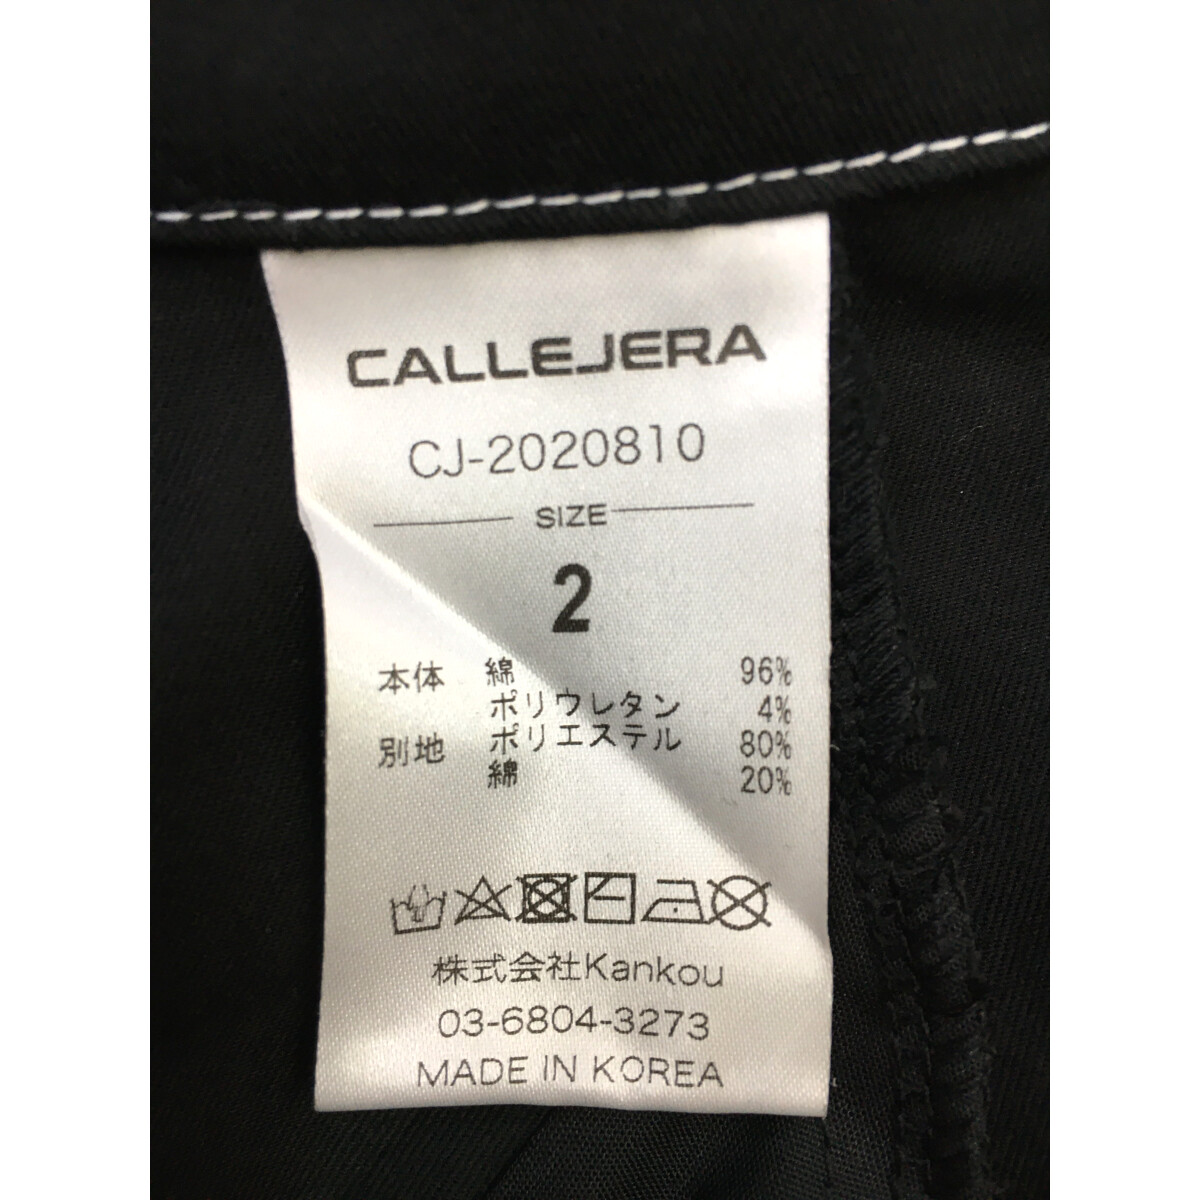 CALLEJERA
CJ-2020810
SIZE
2
本体 綿 96%
ポリウレタン 4%
別地 ポリエステル 80%
綿 20%
株式会社Kankou
03-6804-3273
MADE IN KOREA